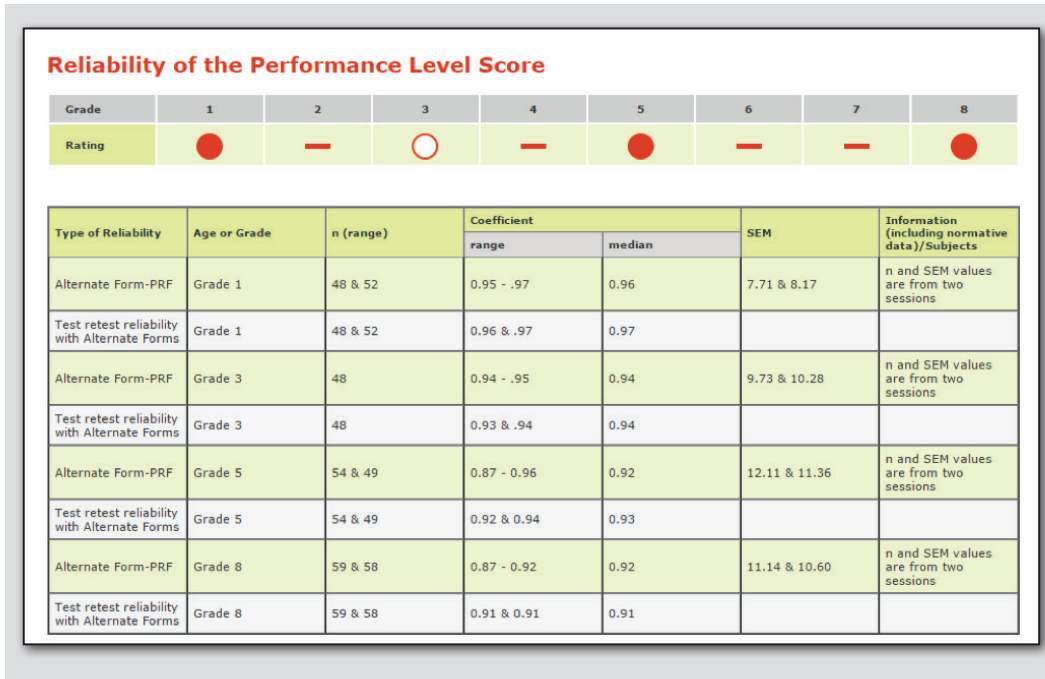 Reliability of the Performance Level Score
Grade 1 2 3 4 5 6 7 8
Rating
Type of Reliability Age or Grade n (range) Coefficient SEM Information
(including normative
data)/Subjects
range median
Alternate Form-PRF Grade 1 48 & 52 0.95 - .97 0.96 7.71 & 8.17 n and SEM values
are from two
sessions
Test retest reliability
with Alternate Forms Grade 1 48 & 52 0.96 & .97 0.97
Alternate Form-PRF Grade 3 48 0.94 - .95 0.94 9.73 & 10.28 n and SEM values
are from two
sessions
Test retest reliability
with Alternate Forms Grade 3 48 0.93 & .94 0.94
Alternate Form-PRF Grade 5 54 & 49 0.87 - 0.96 0.92 12.11 & 11.36 n and SEM values
are from two
sessions
Test retest reliability
with Alternate Forms Grade 5 54 & 49 0.92 & 0.94 0.93
Alternate Form-PRF Grade 8 59 & 58 0.87 - 0.92 0.92 11.14 & 10.60 n and SEM values
are from two
sessions
Test retest reliability
with Alternate Forms Grade 8 59 & 58 0.91 & 0.91 0.91